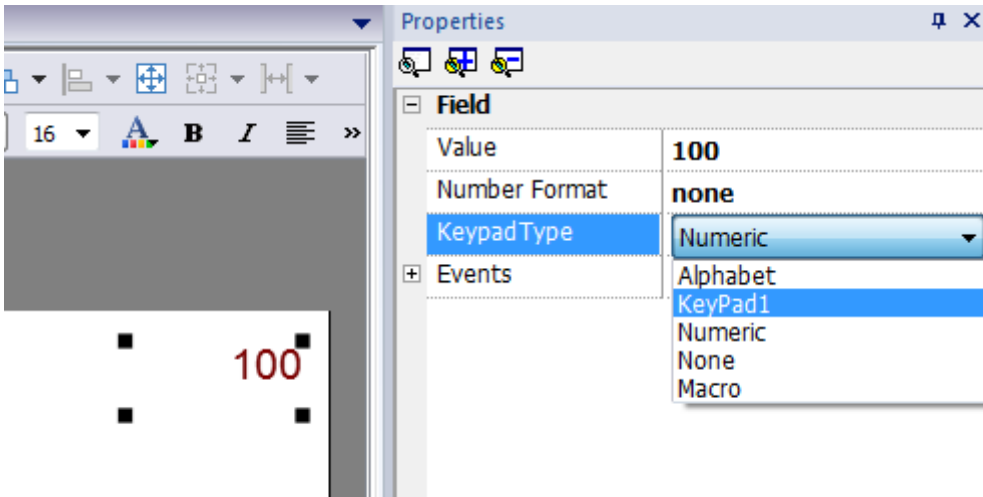 Properties
Field
16 A B I »
Value 100
Number Format none
KeypadType Numeric
Events
Alphabet
KeyPad1
Numeric
None
Macro
100